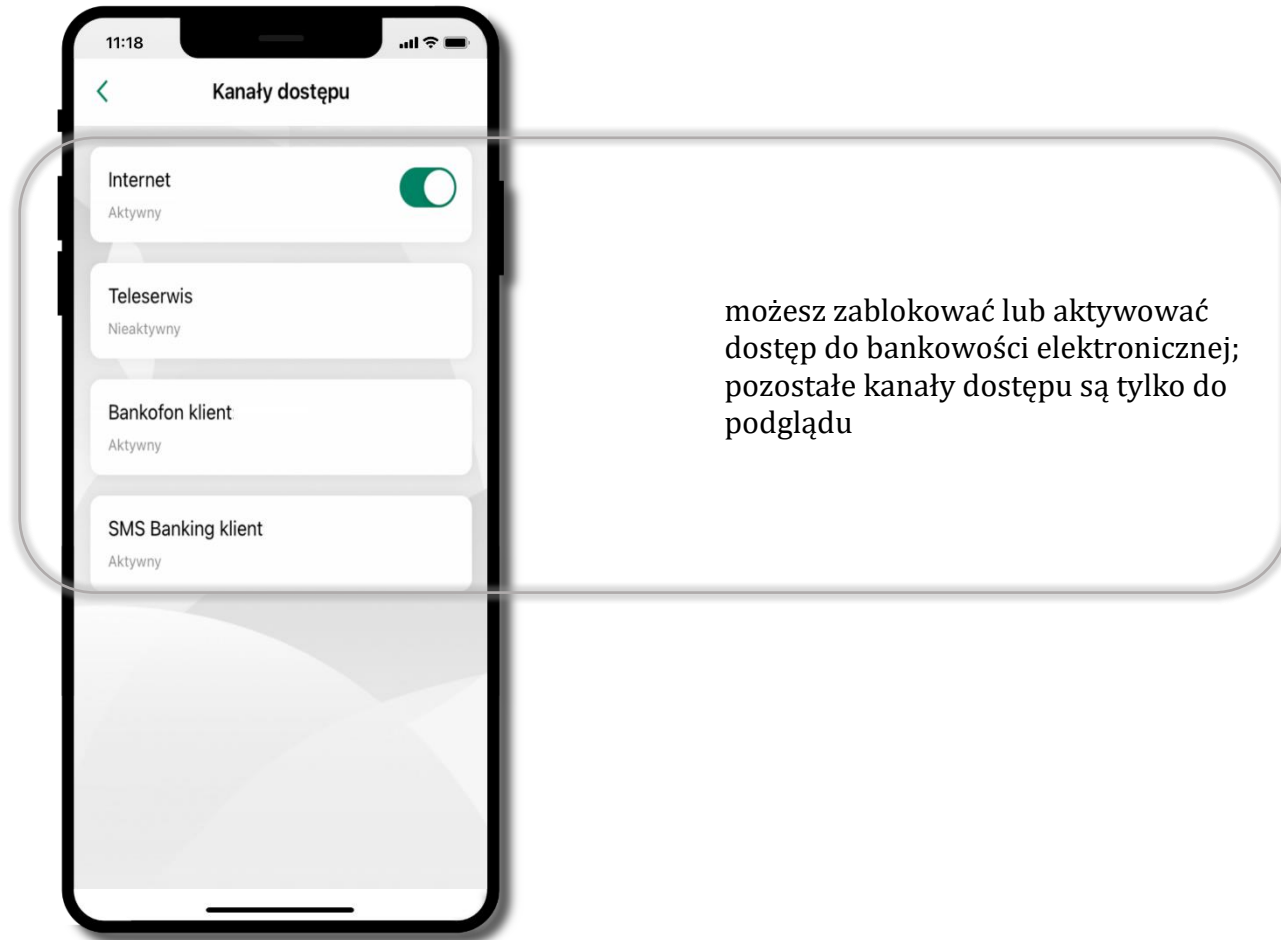 11:18
Kanały dostępu
Internet
Aktywny
Teleserwis
Nieaktywny
Bankofon klient
Aktywny
SMS Banking klient
Aktywny
możesz zablokować lub aktywować
dostęp do bankowości elektronicznej;
pozostałe kanały dostępu są tylko do
podglądu